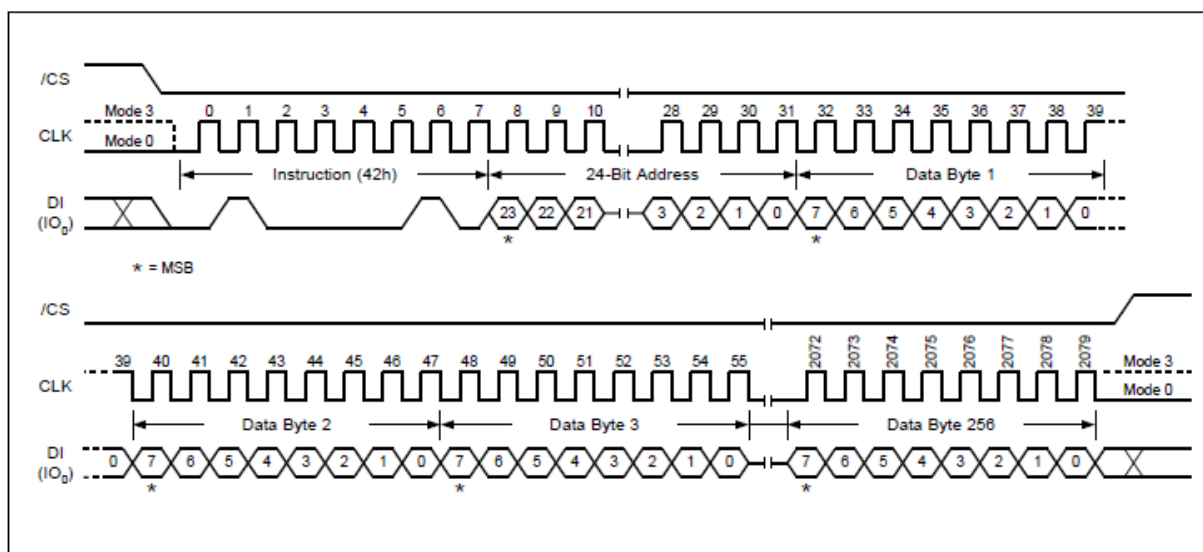 /CS
Mode 3 0 1 2 3 4 5 6 7 8 9 10 28 29 30 31 32 33 34 35 36 37 38 39
CLK Mode 0
Instruction (42h) 24-Bit Address Data Byte 1
DI
(IO0) 23 22 21 3 2 1 0 7 6 5 4 3 2 1 0
* *
* = MSB
/CS
39 40 41 42 43 44 45 46 47 48 49 50 51 52 53 54 55 2072 2073 2074 2075 2076 2077 2078 2079 Mode 3
CLK Mode 0
Data Byte 2 Data Byte 3 Data Byte 256
DI
(IO0) 0 7 6 5 4 3 2 1 0 7 6 5 4 3 2 1 0 7 6 5 4 3 2 1 0
* * *